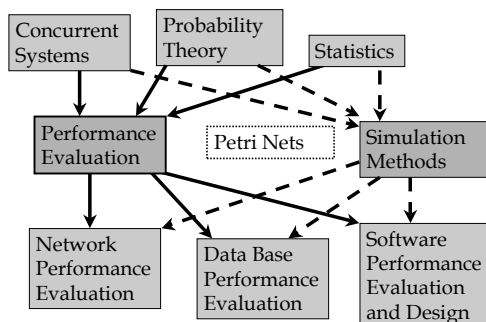 Concurrent
Systems
Probability
Theory
Statistics
Performance
Evaluation
Petri Nets
Simulation
Methods
Network
Performance
Evaluation
Data Base
Performance
Evaluation
Software
Performance
Evaluation
and Design